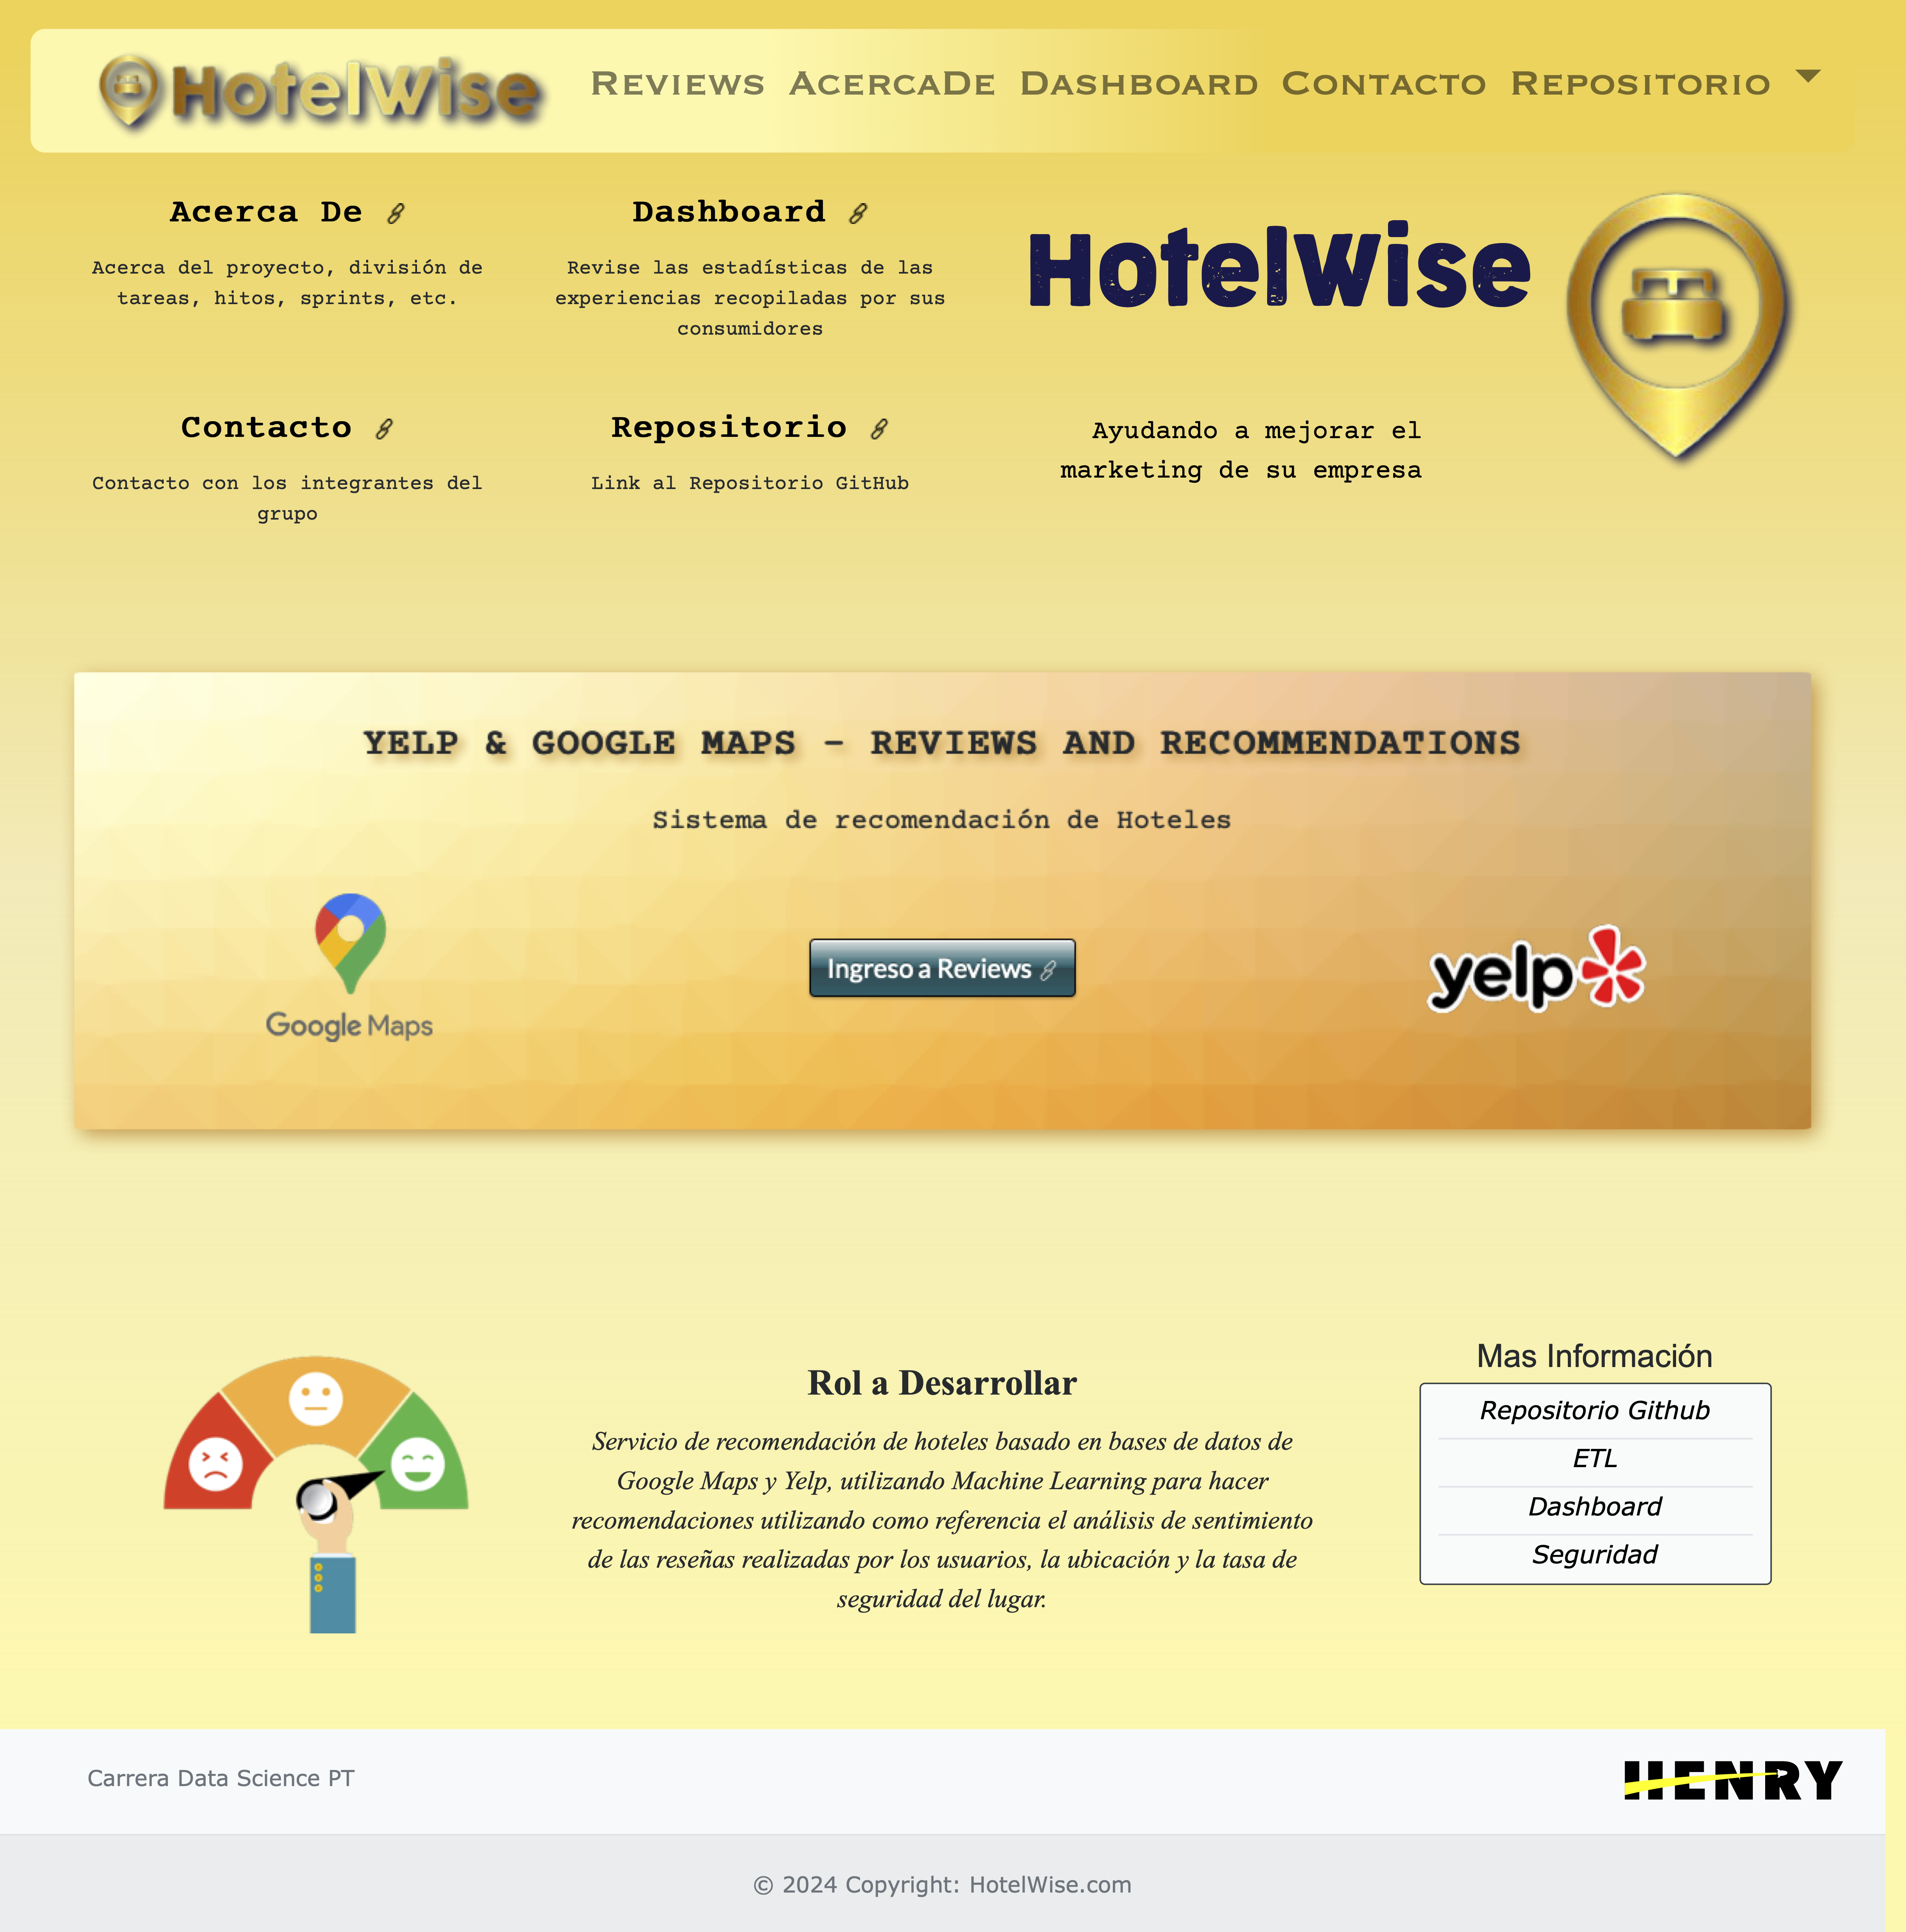 HotelWise
Reviews AcercaDe Dashboard Contacto Repositorio
Acerca De
Acerca del proyecto, división de
tareas, hitos, sprints, etc.
Dashboard
Revise las estadísticas de las
experiencias recopiladas por sus
consumidores
Contacto
Contacto con los integrantes del
grupo
Repositorio
Link al Repositorio GitHub
HotelWise
Ayudando a mejorar el
marketing de su empresa
YELP & GOOGLE MAPS - REVIEWS AND RECOMMENDATIONS
Sistema de recomendación de Hoteles
Google Maps
Ingreso a Reviews
yelp
Rol a Desarrollar
Servicio de recomendación de hoteles basado en bases de datos de
Google Maps y Yelp, utilizando Machine Learning para hacer
recomendaciones utilizando como referencia el análisis de sentimiento
de las reseñas realizadas por los usuarios, la ubicación y la tasa de
seguridad del lugar.
Mas Información
Repositorio Github
ETL
Dashboard
Seguridad
Carrera Data Science PT
HENRY
© 2024 Copyright: HotelWise.com